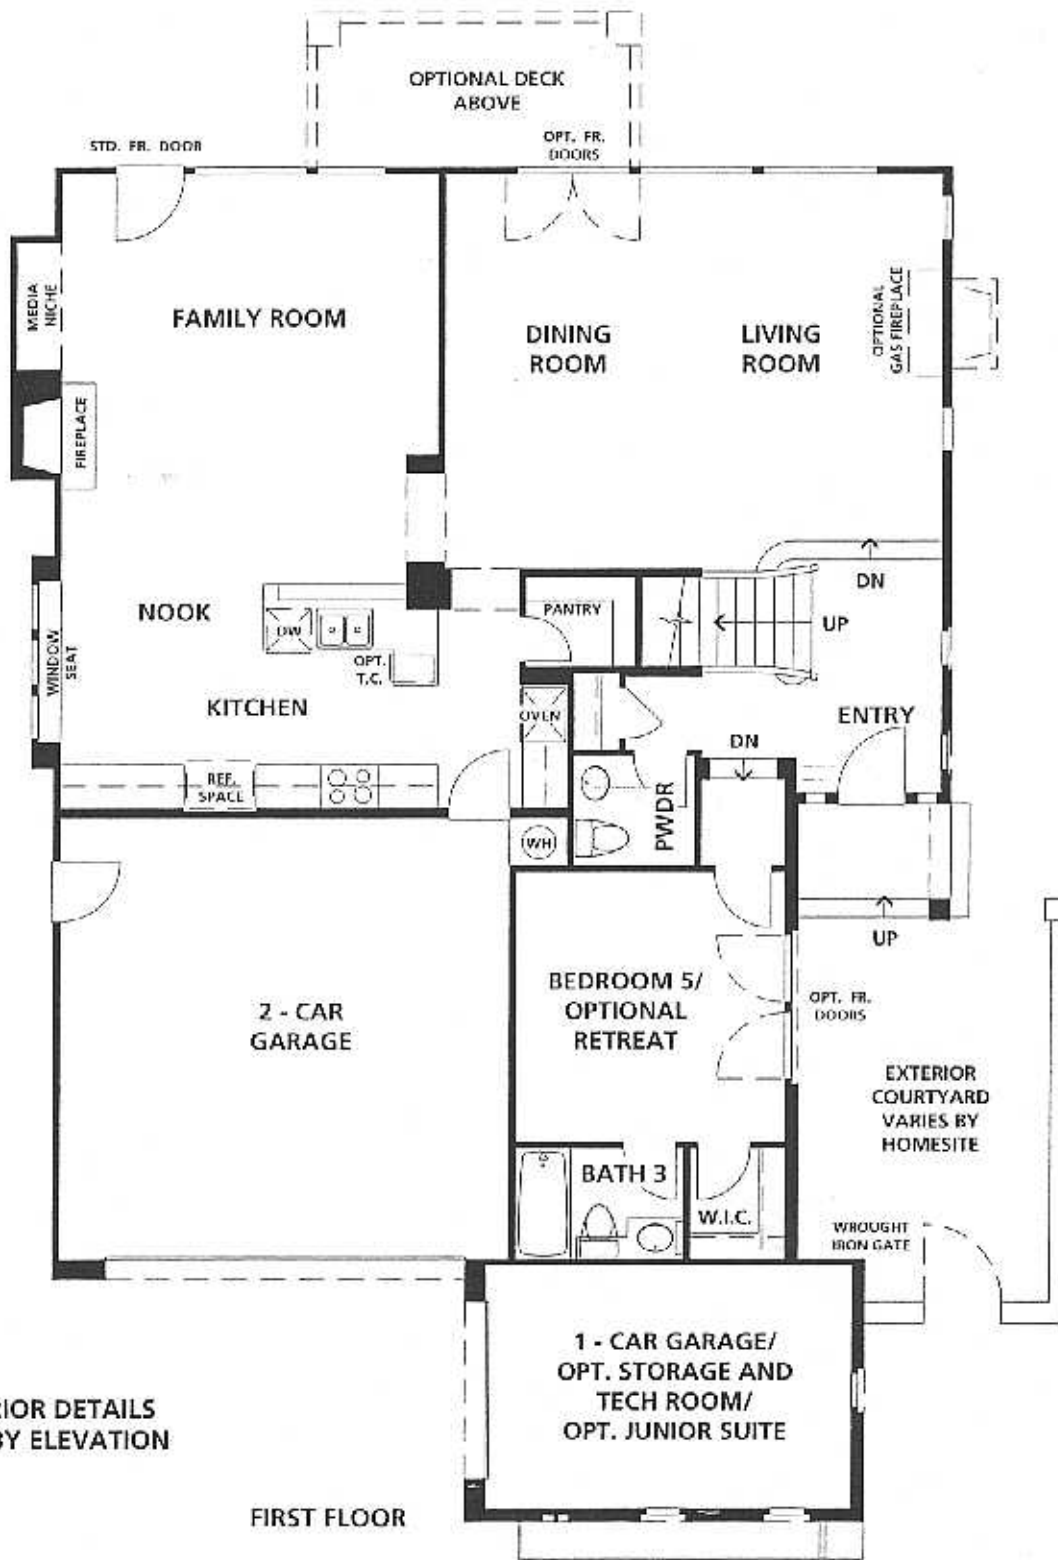 OPTIONAL DECK
ABOVE
STD. FR. DOOR
OPT. FR.
DOORS
MEDIA
NICHE
FAMILY ROOM
DINING
ROOM
LIVING
ROOM
OPTIONAL
GAS FIREPLACE
FIREPLACE
DN
NOOK
DW
PANTRY
UP
OPT.
T.C.
WINDOW
SEAT
KITCHEN
OVEN
ENTRY
DN
REF.
SPACE
PWDR
WH
UP
BEDROOM 5/
OPTIONAL
RETREAT
OPT. FR.
DOORS
2 - CAR
GARAGE
EXTERIOR
COURTYARD
VARIES BY
HOMESITE
BATH 3
W.I.C.
WROUGHT
IRON GATE
1 - CAR GARAGE/
OPT. STORAGE AND
TECH ROOM/
OPT. JUNIOR SUITE
RIOR DETAILS
BY ELEVATION
FIRST FLOOR